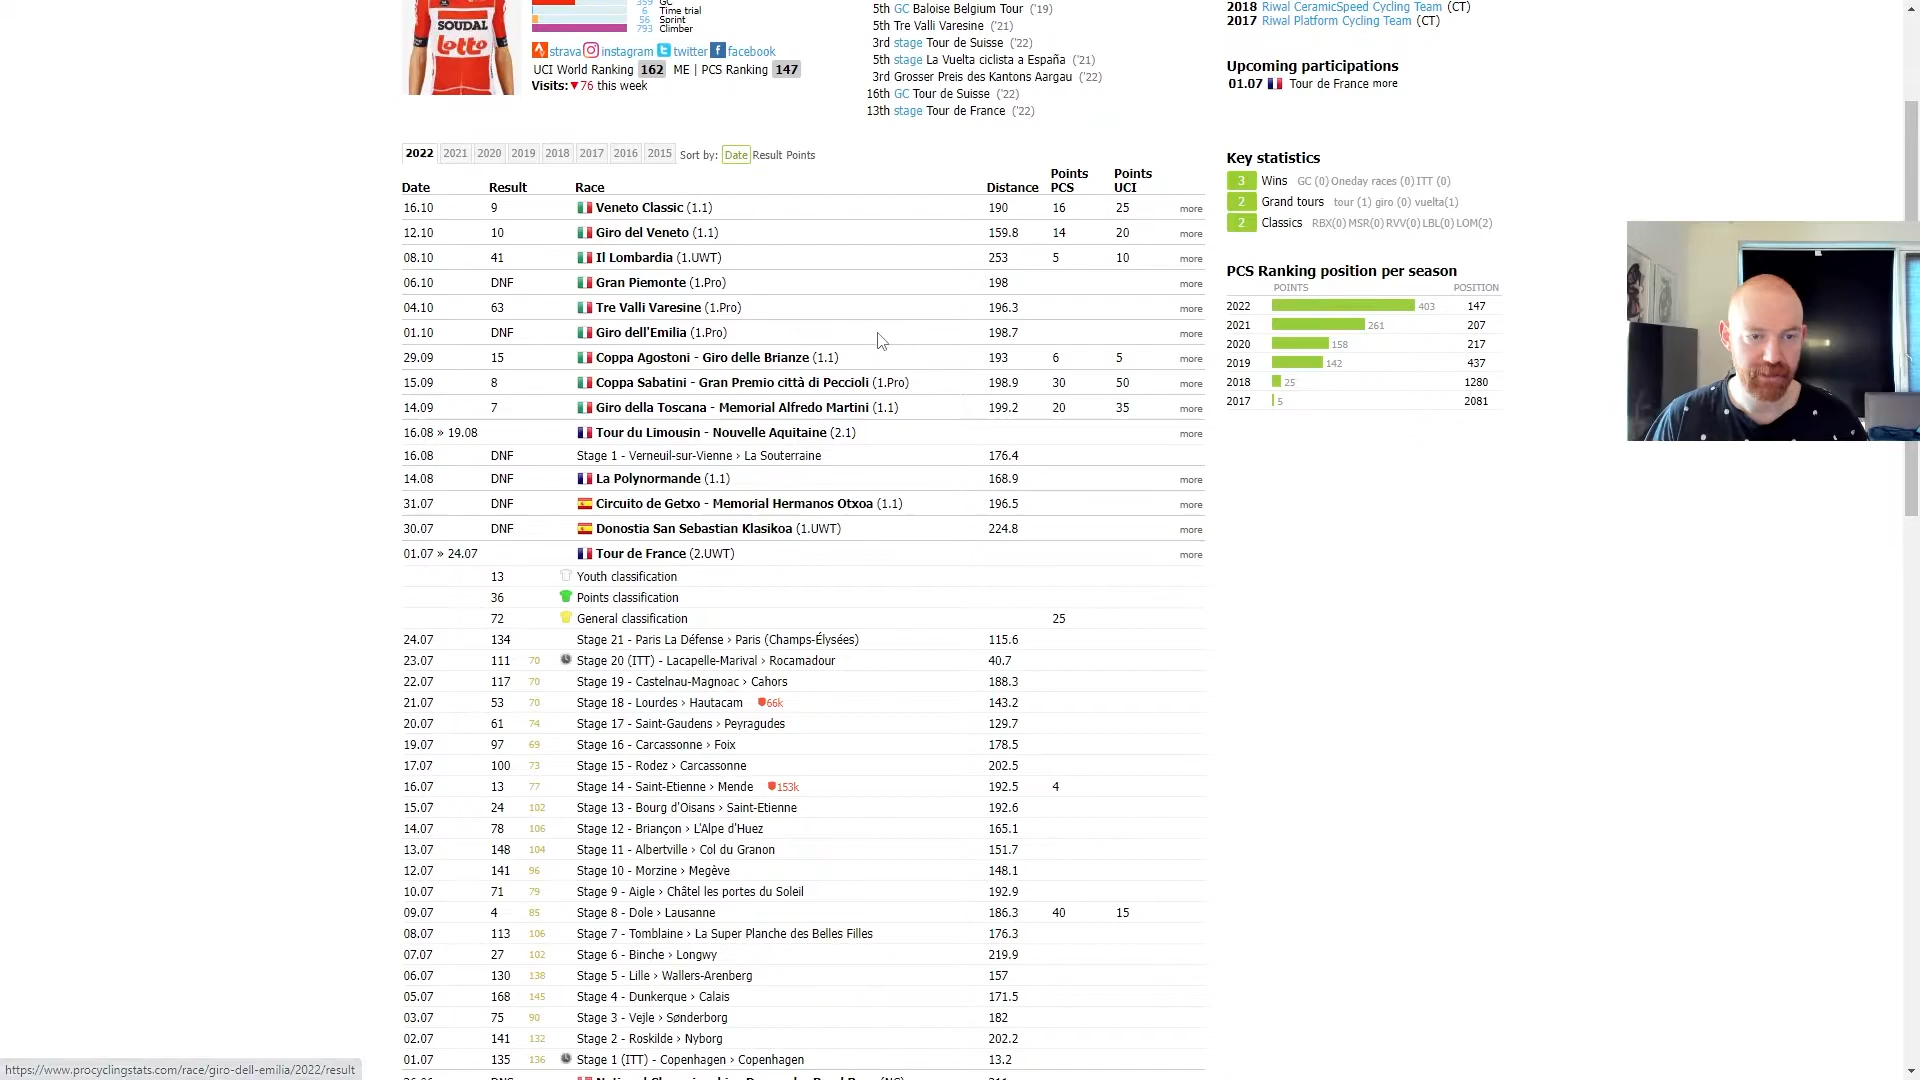 SOUDAL
Lotto
359 GC
6 Time trial
56 Sprint
793 Climber
strava instagram twitter facebook
UCI World Ranking 162 ME | PCS Ranking 147
Visits: ▼76 this week
5th GC Baloise Belgium Tour ('19)
5th Tre Valli Varesine ('21)
3rd stage Tour de Suisse ('22)
5th stage La Vuelta ciclista a España ('21)
3rd Grosser Preis des Kantons Aargau ('22)
16th GC Tour de Suisse ('22)
13th stage Tour de France ('22)
2018 Riwal CeramicSpeed Cycling Team (CT)
2017 Riwal Platform Cycling Team (CT)
Upcoming participations
01.07 Tour de France more
2022 2021 2020 2019 2018 2017 2016 2015 Sort by: Date Result Points
Date Result Race Distance Points PCS Points UCI
16.10 9 Veneto Classic (1.1) 190 16 25 more
12.10 10 Giro del Veneto (1.1) 159.8 14 20 more
08.10 41 Il Lombardia (1.UWT) 253 5 10 more
06.10 DNF Gran Piemonte (1.Pro) 198 more
04.10 63 Tre Valli Varesine (1.Pro) 196.3 more
01.10 DNF Giro dell'Emilia (1.Pro) 198.7 more
29.09 15 Coppa Agostoni - Giro delle Brianze (1.1) 193 6 5 more
15.09 8 Coppa Sabatini - Gran Premio città di Peccioli (1.Pro) 198.9 30 50 more
14.09 7 Giro della Toscana - Memorial Alfredo Martini (1.1) 199.2 20 35 more
16.08 » 19.08 Tour du Limousin - Nouvelle Aquitaine (2.1) more
16.08 DNF Stage 1 - Verneuil-sur-Vienne › La Souterraine 176.4
14.08 DNF La Polynormande (1.1) 168.9 more
31.07 DNF Circuito de Getxo - Memorial Hermanos Otxoa (1.1) 196.5 more
30.07 DNF Donostia San Sebastian Klasikoa (1.UWT) 224.8 more
01.07 » 24.07 Tour de France (2.UWT) more
13 Youth classification
36 Points classification
72 General classification 25
24.07 134 Stage 21 - Paris La Défense › Paris (Champs-Élysées) 115.6
23.07 111 70 Stage 20 (ITT) - Lacapelle-Marival › Rocamadour 40.7
22.07 117 70 Stage 19 - Castelnau-Magnoac › Cahors 188.3
21.07 53 70 Stage 18 - Lourdes › Hautacam 66k 143.2
20.07 61 74 Stage 17 - Saint-Gaudens › Peyragudes 129.7
19.07 97 69 Stage 16 - Carcassonne › Foix 178.5
17.07 100 73 Stage 15 - Rodez › Carcassonne 202.5
16.07 13 77 Stage 14 - Saint-Etienne › Mende 153k 192.5 4
15.07 24 102 Stage 13 - Bourg d'Oisans › Saint-Etienne 192.6
14.07 78 106 Stage 12 - Briançon › L'Alpe d'Huez 165.1
13.07 148 104 Stage 11 - Albertville › Col du Granon 151.7
12.07 141 96 Stage 10 - Morzine › Megève 148.1
10.07 71 79 Stage 9 - Aigle › Châtel les portes du Soleil 192.9
09.07 4 85 Stage 8 - Dole › Lausanne 186.3 40 15
08.07 113 106 Stage 7 - Tomblaine › La Super Planche des Belles Filles 176.3
07.07 27 102 Stage 6 - Binche › Longwy 219.9
06.07 130 138 Stage 5 - Lille › Wallers-Arenberg 157
05.07 168 145 Stage 4 - Dunkerque › Calais 171.5
03.07 75 90 Stage 3 - Vejle › Sønderborg 182
02.07 141 132 Stage 2 - Roskilde › Nyborg 202.2
01.07 135 136 Stage 1 (ITT) - Copenhagen › Copenhagen 13.2
Key statistics
3 Wins GC (0) Oneday races (0) ITT (0)
2 Grand tours tour (1) giro (0) vuelta(1)
2 Classics RBX(0) MSR(0) RVV(0) LBL(0) LOM(2)
PCS Ranking position per season
POINTS POSITION
2022 403 147
2021 261 207
2020 158 217
2019 142 437
2018 25 1280
2017 5 2081
https://www.procyclingstats.com/race/giro-dell-emilia/2022/result